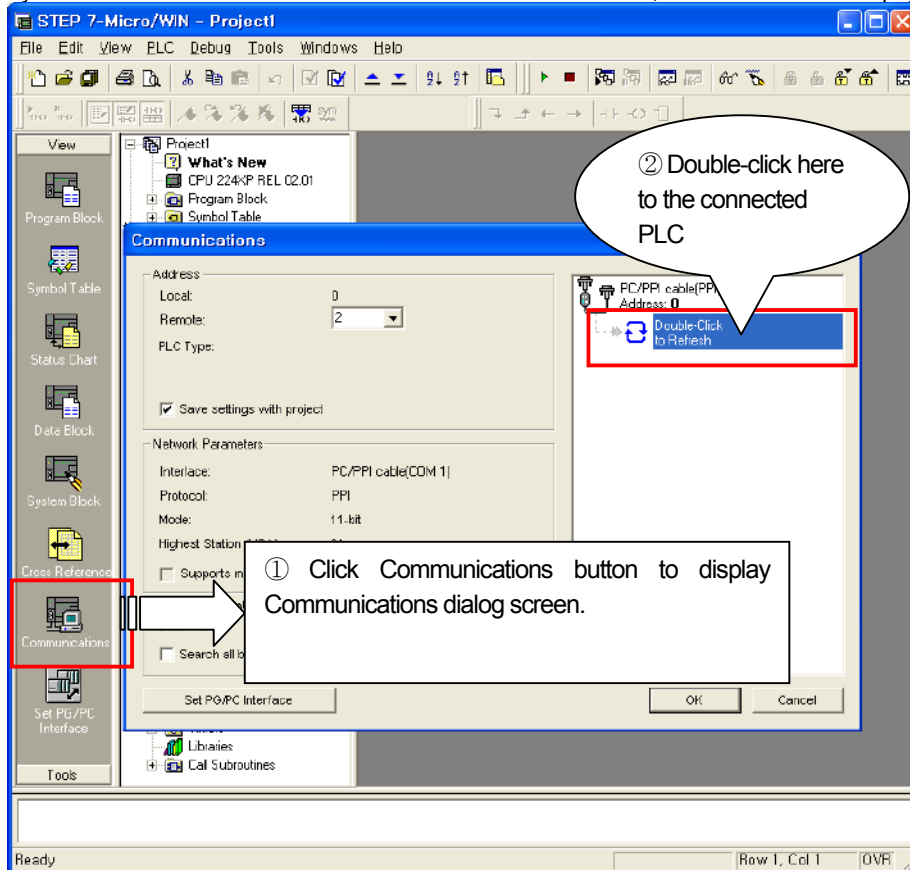 STEP 7-Micro/WIN - Project1
File Edit View PLC Debug Tools Windows Help
View
Project1
What's New
CPU 224XP REL 02.01
Program Block
Symbol Table
Program Block
Symbol Table
Status Chart
Data Block
System Block
Cross Reference
Communications
Set PG/PC
Interface
Tools
② Double-click here
to the connected
PLC
Communications
Address
Local: 0
Remote: 2
PLC Type:
Save settings with project
Network Parameters
Interface: PC/PPI cable(COM 1)
Protocol: PPI
Mode: 11-bit
Highest Station
Supports m
Search all b
PC/PPI cable(PP
Address: 0
Double-Click
to Refresh
① Click Communications button to display
Communications dialog screen.
Set PG/PC Interface
OK Cancel
Libraries
Call Subroutines
Ready
Row 1, Col 1 OVR